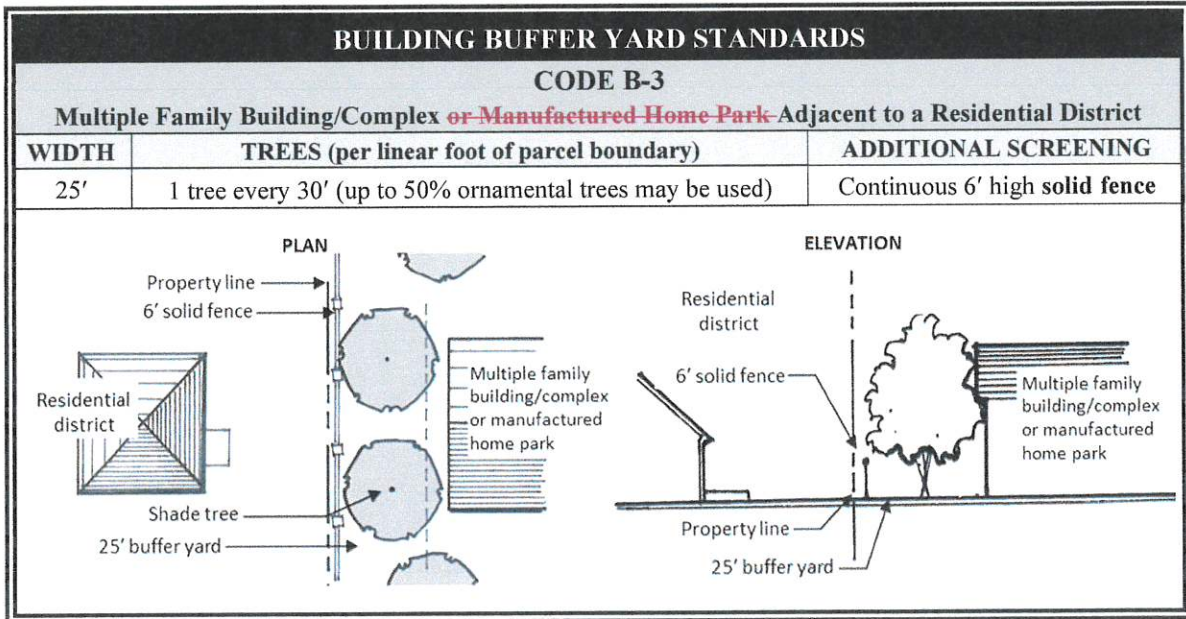 BUILDING BUFFER YARD STANDARDS
CODE B-3
Multiple Family Building/Complex or Manufactured Home Park Adjacent to a Residential District
WIDTH
TREES (per linear foot of parcel boundary)
ADDITIONAL SCREENING
25′
1 tree every 30′ (up to 50% ornamental trees may be used)
Continuous 6′ high solid fence
PLAN
Property line
6′ solid fence
Residential
district
Multiple family
building/complex
or manufactured
home park
Shade tree
25′ buffer yard
ELEVATION
Residential
district
6′ solid fence
Multiple family
building/complex
or manufactured
home park
Property line
25′ buffer yard